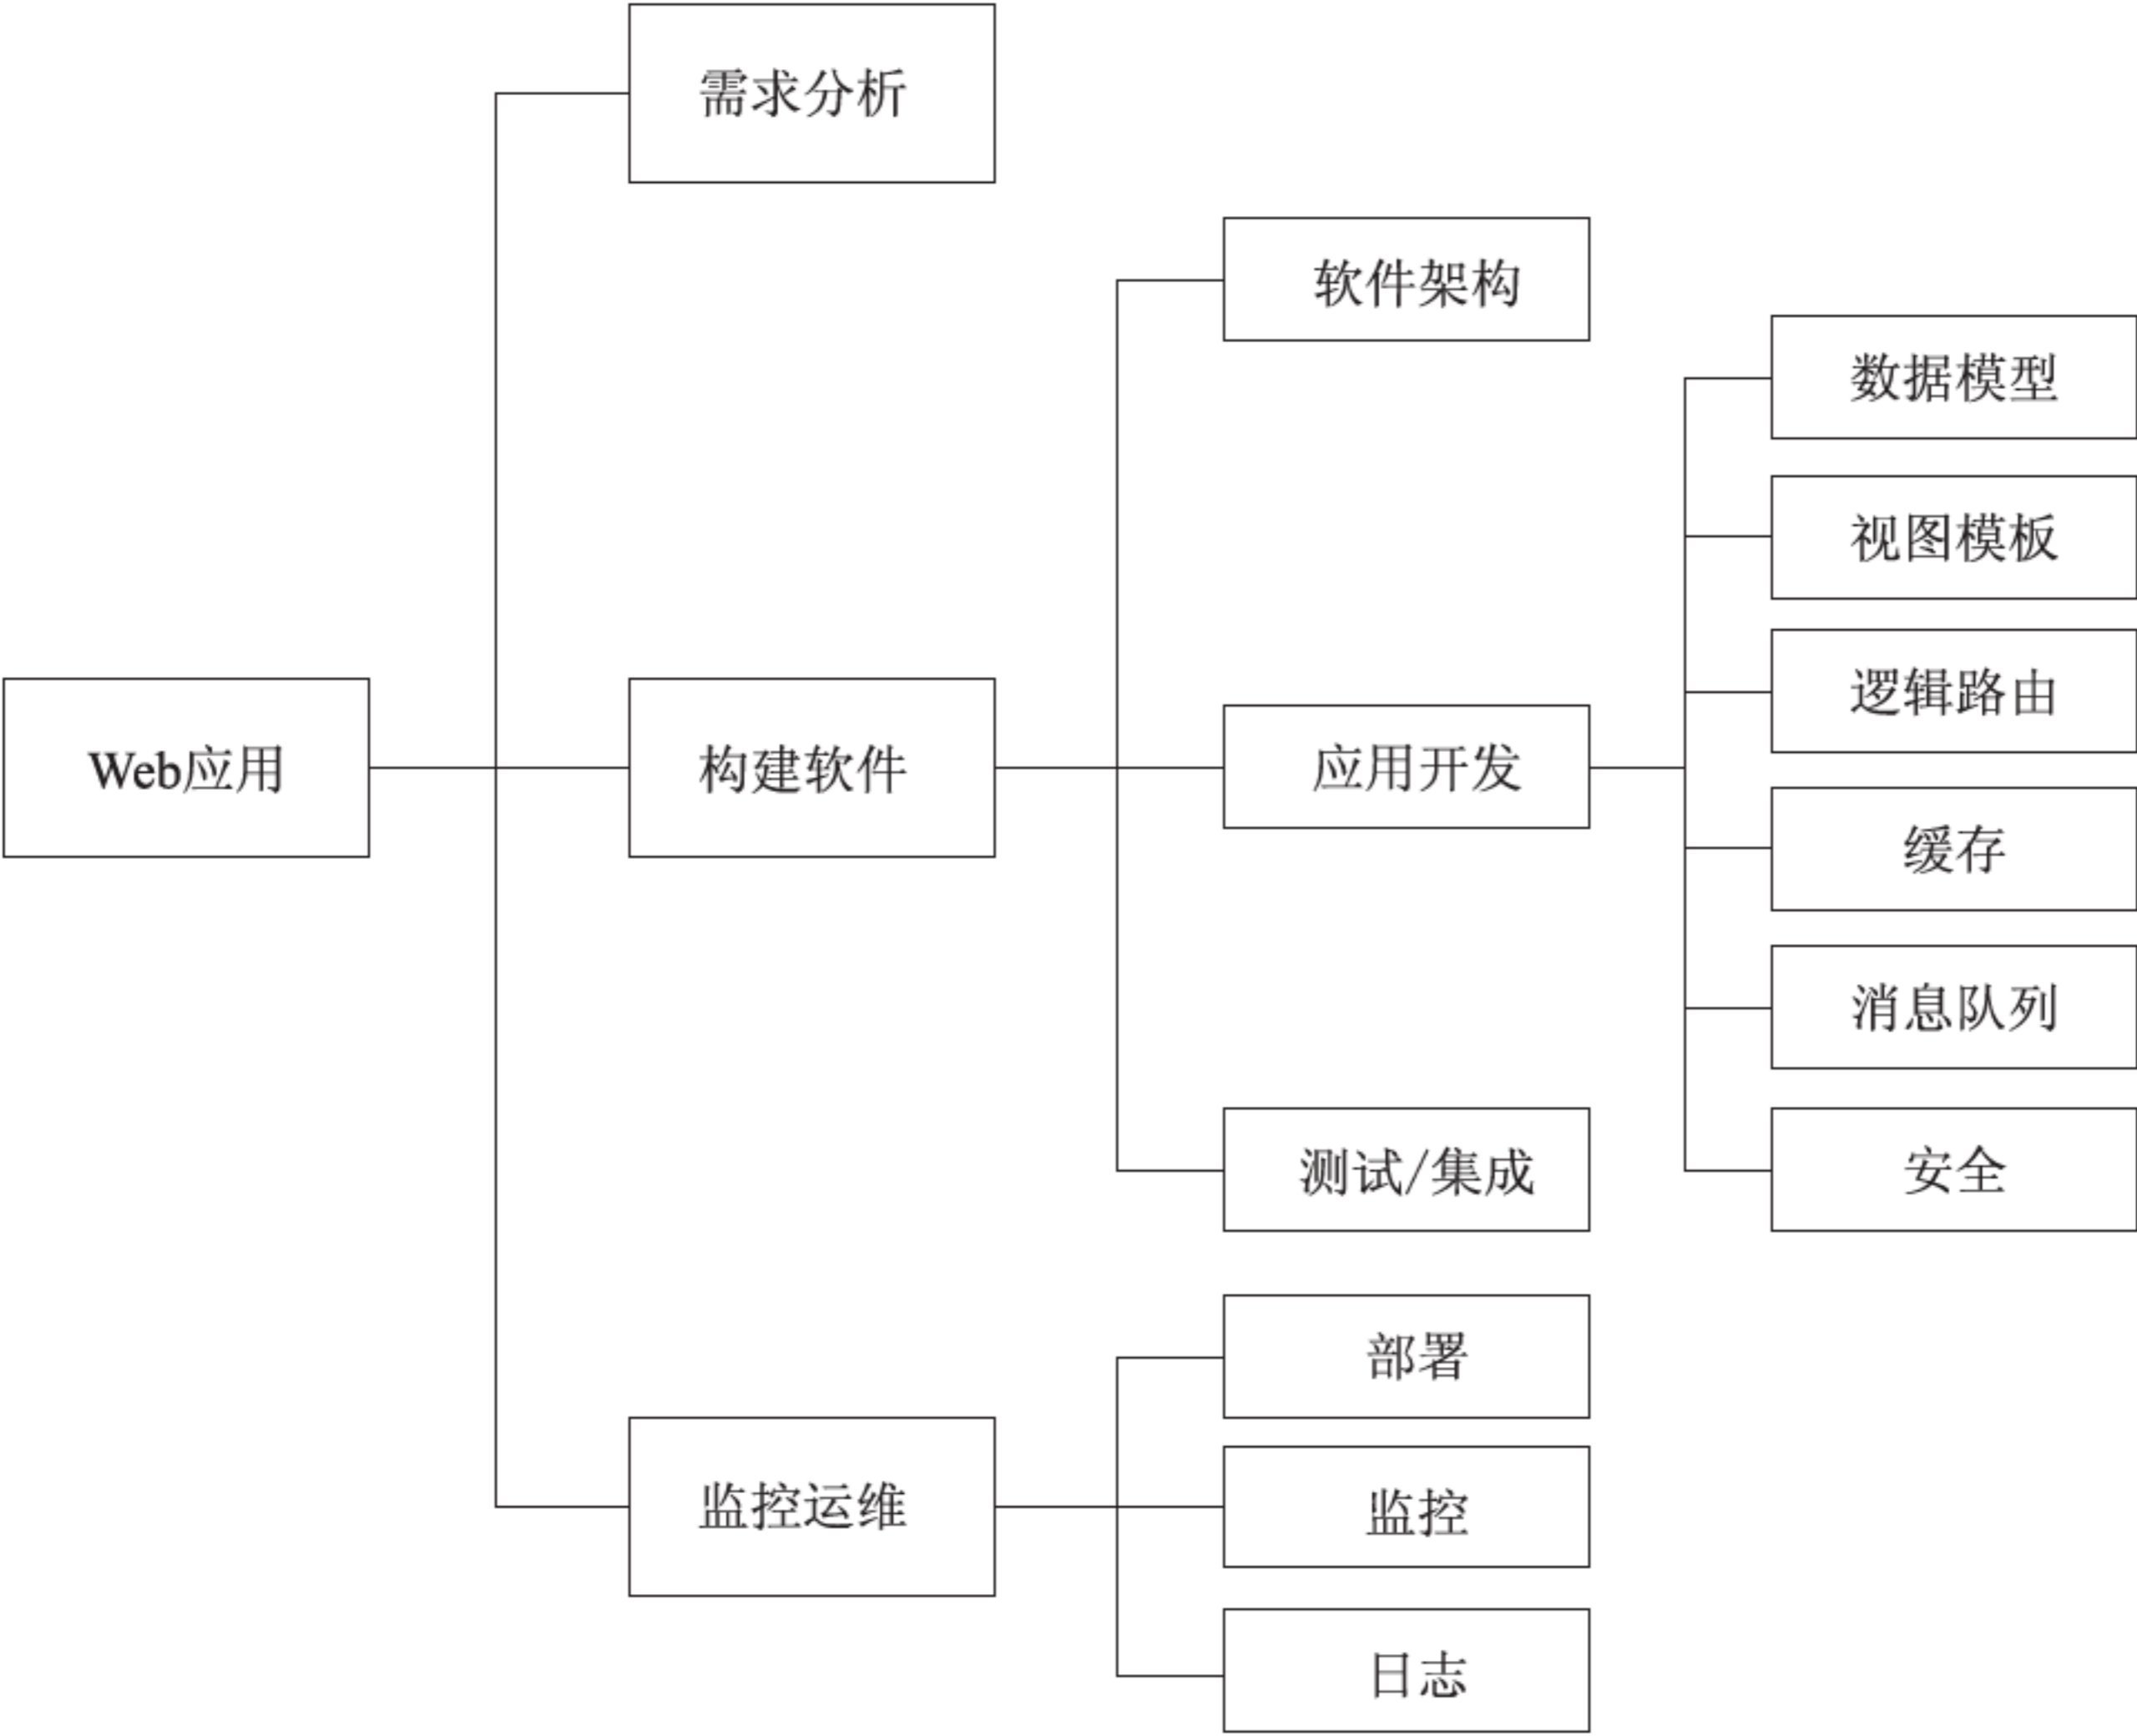 需求分析
软件架构
数据模型
视图模板
逻辑路由
Web应用
构建软件
应用开发
缓存
消息队列
测试/集成
安全
部署
监控运维
监控
日志